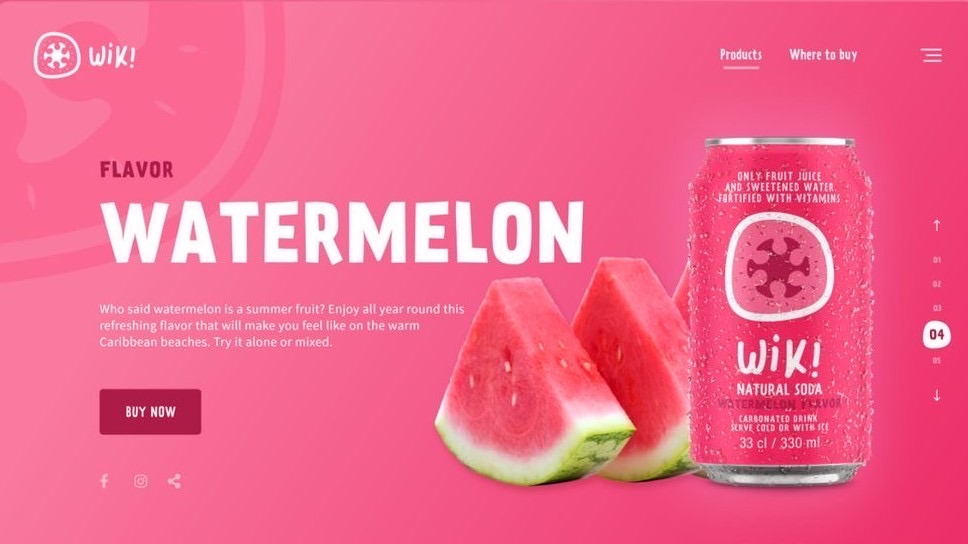 WiK!
Products
Where to buy
FLAVOR
WATERMELON
Who said watermelon is a summer fruit? Enjoy all year round this
refreshing flavor that will make you feel like on the warm
Caribbean beaches. Try it alone or mixed.
BUY NOW
ONLY FRUIT JUICE
AND SWEETENED WATER.
FORTIFIED WITH VITAMINS
WiK!
NATURAL SODA
WATERMELON FLAVOR
CARBONATED DRINK
SERVE COLD OR WITH ICE
33 cl / 330 ml
01
02
03
04
05